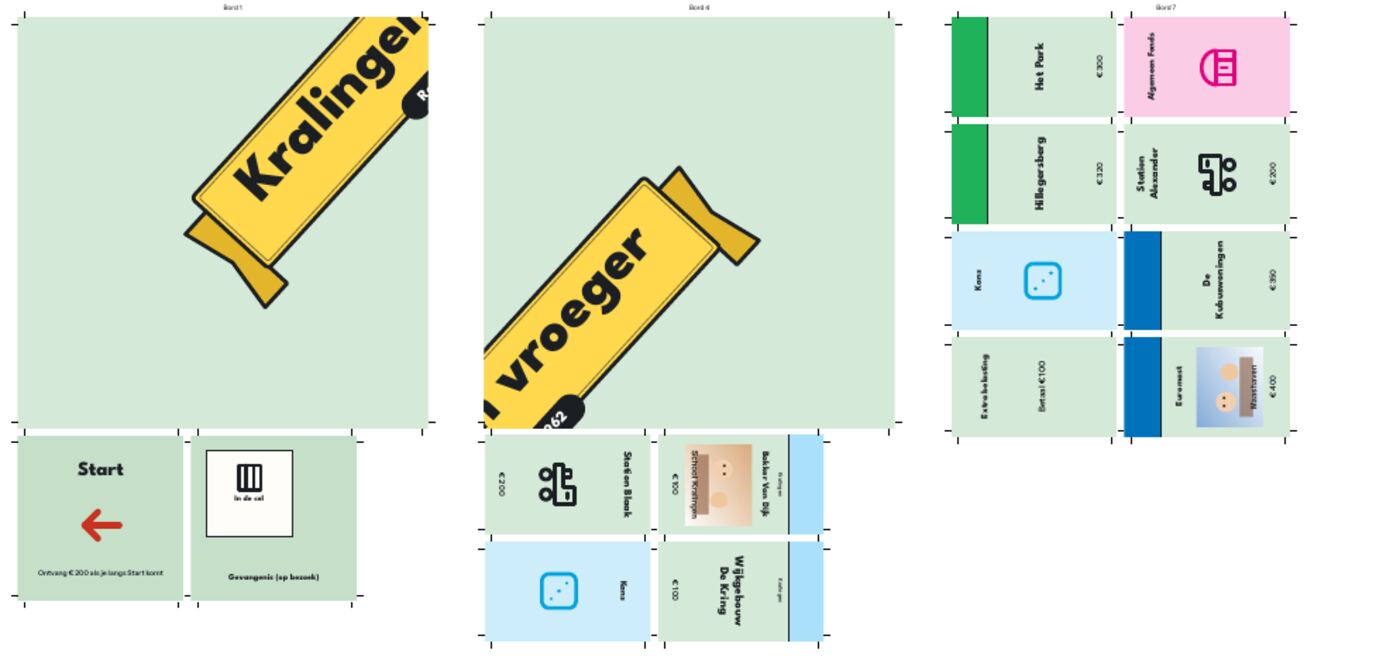 Bord 1
Kralingen
Start
Ontvang € 200 als je langs Start komt
In de cel
Gevangenis (op bezoek)
Bord 4
vroeger
962
Station Blaak
€ 200
Bakker Van Dijk
School Kralingen
€ 100
Kans
Wijkgebouw
De Kring
€ 100
Bord 7
Het Park
€ 300
Algemeen Fonds
Hillegersberg
€ 320
Station
Alexander
€ 200
Kans
De
Kubuswoningen
€ 350
Extra belasting
Betaal € 100
Euromast
Maashaven
€ 400